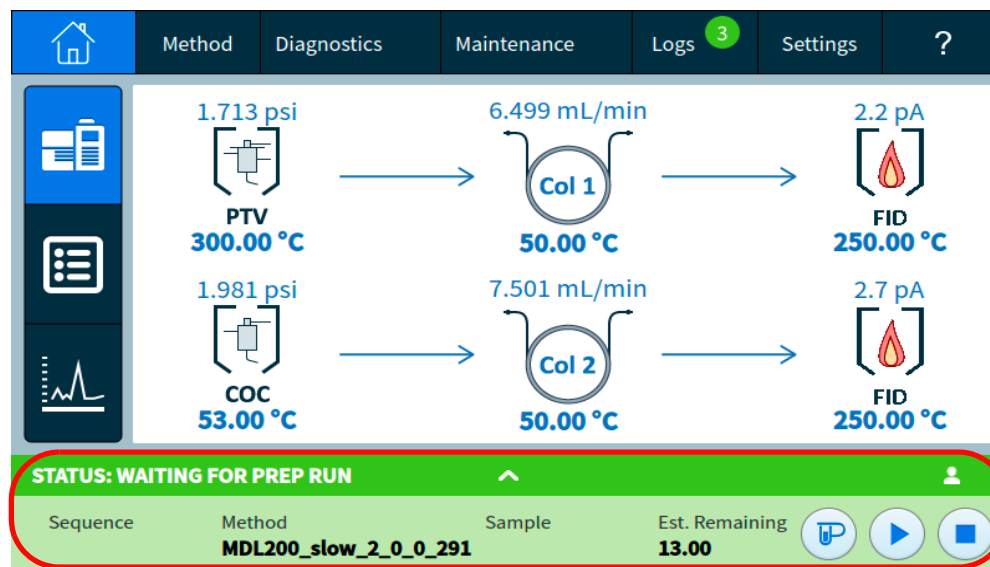 Method Diagnostics Maintenance Logs 3 Settings ?
1.713 psi 6.499 mL/min 2.2 pA
Col 1
PTV FID
300.00 °C 50.00 °C 250.00 °C
1.981 psi 7.501 mL/min 2.7 pA
Col 2
COC FID
53.00 °C 50.00 °C 250.00 °C
STATUS: WAITING FOR PREP RUN
Sequence Method Sample Est. Remaining
MDL200_slow_2_0_0_291 13.00
P